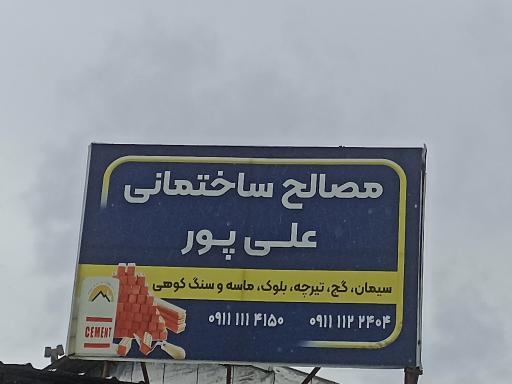 مصالح ساختمانی
علی پور
سیمان، گچ، تیرچه، بلوک، ماسه و سنگ کوهی
۰۹۱۱ ۱۱۱ ۴۱۵۰ ۰۹۱۱ ۱۱۲ ۲۴۰۴
CEMENT